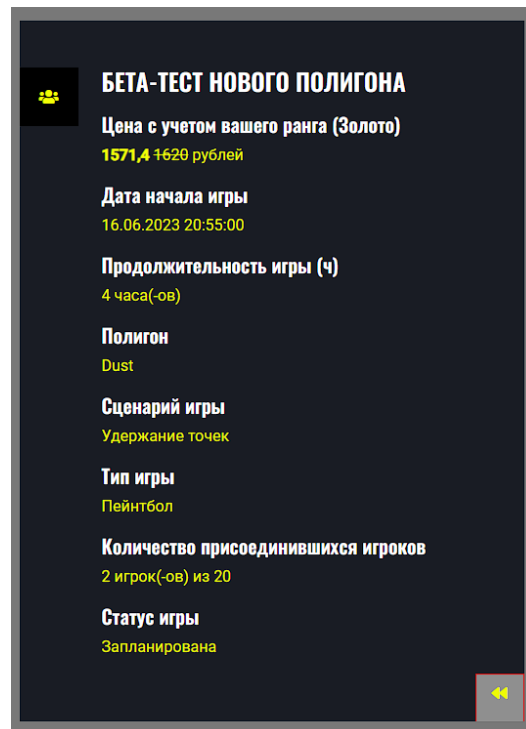 БЕТА-ТЕСТ НОВОГО ПОЛИГОНА
Цена с учетом вашего ранга (Золото)
1571,4 1620 рублей
Дата начала игры
16.06.2023 20:55:00
Продолжительность игры (ч)
4 часа(-ов)
Полигон
Dust
Сценарий игры
Удержание точек
Тип игры
Пейнтбол
Количество присоединившихся игроков
2 игрок(-ов) из 20
Статус игры
Запланирована